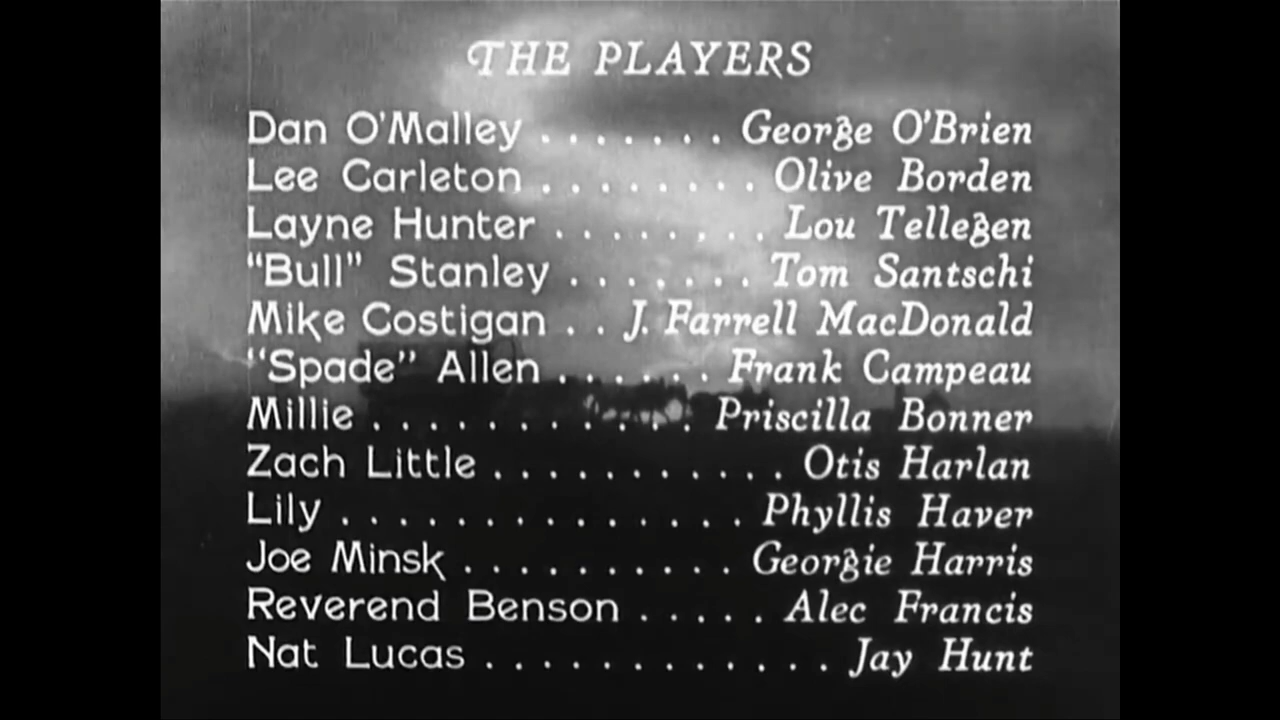 THE PLAYERS
Dan O'Malley . . . . . . . George O'Brien
Lee Carleton . . . . . . . . Olive Borden
Layne Hunter . . . . . . . . Lou Tellegen
"Bull" Stanley . . . . . . . Tom Santschi
Mike Costigan . . J. Farrell MacDonald
"Spade" Allen . . . . . . Frank Campeau
Millie . . . . . . . . . . . . Priscilla Bonner
Zach Little . . . . . . . . . . . Otis Harlan
Lily . . . . . . . . . . . . . . . Phyllis Haver
Joe Minsk . . . . . . . . . . Georgie Harris
Reverend Benson . . . . . Alec Francis
Nat Lucas . . . . . . . . . . . . . Jay Hunt